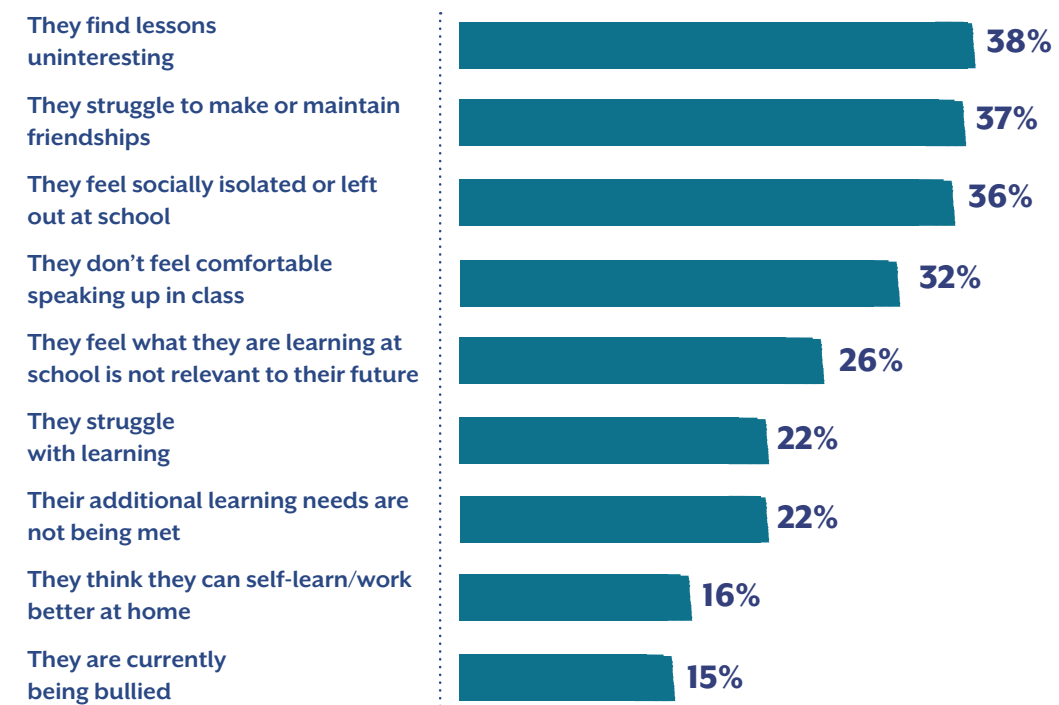 They find lessons
uninteresting
38%
They struggle to make or maintain
friendships
37%
They feel socially isolated or left
out at school
36%
They don’t feel comfortable
speaking up in class
32%
They feel what they are learning at
school is not relevant to their future
26%
They struggle
with learning
22%
Their additional learning needs are
not being met
22%
They think they can self-learn/work
better at home
16%
They are currently
being bullied
15%